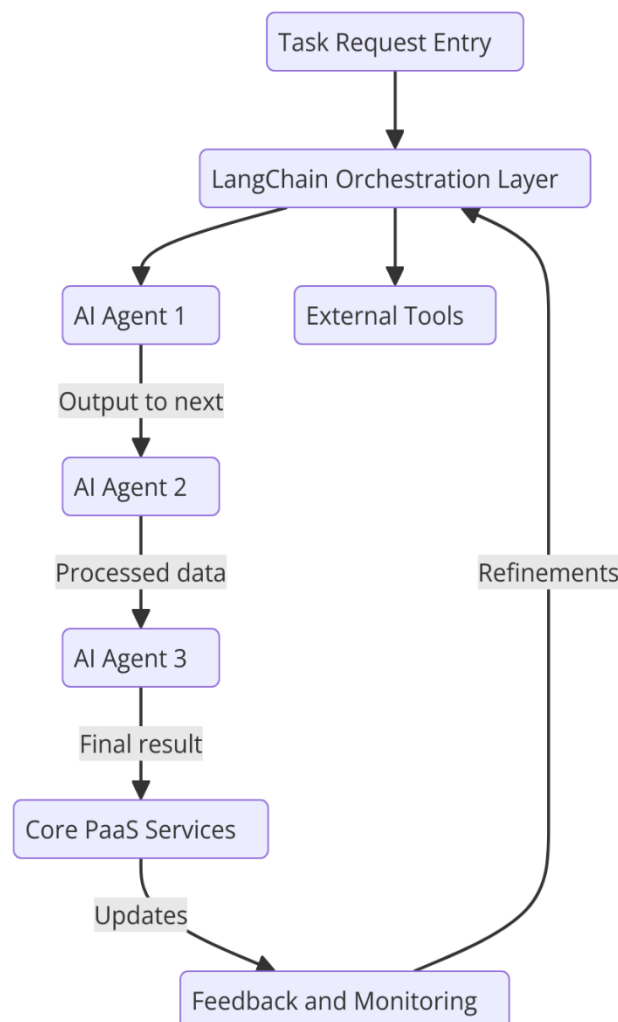 Task Request Entry
LangChain Orchestration Layer
AI Agent 1
External Tools
Output to next
AI Agent 2
Processed data
Refinements
AI Agent 3
Final result
Core PaaS Services
Updates
Feedback and Monitoring